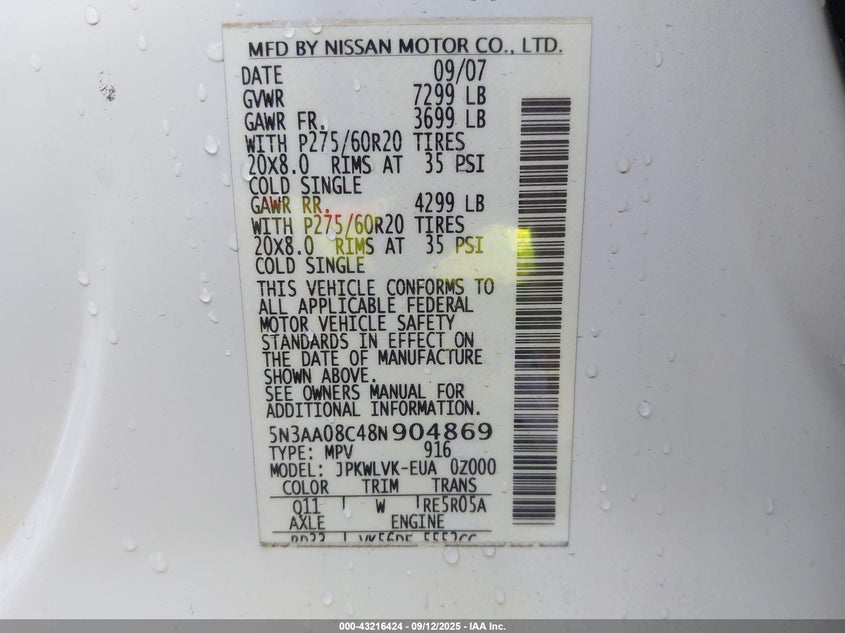 MFD BY NISSAN MOTOR CO., LTD.
DATE 09/07
GVWR 7299 LB
GAWR FR. 3699 LB
WITH P275/60R20 TIRES
20X8.0 RIMS AT 35 PSI
COLD SINGLE
GAWR RR. 4299 LB
WITH P275/60R20 TIRES
20X8.0 RIMS AT 35 PSI
COLD SINGLE
THIS VEHICLE CONFORMS TO
ALL APPLICABLE FEDERAL
MOTOR VEHICLE SAFETY
STANDARDS IN EFFECT ON
THE DATE OF MANUFACTURE
SHOWN ABOVE.
SEE OWNERS MANUAL FOR
ADDITIONAL INFORMATION.
5N3AA08C48N904869
TYPE: MPV 916
MODEL: JPKWLVK-EUA 0Z000
COLOR TRIM TRANS
Q11 W RE5R05A
AXLE ENGINE
VK56DE 5552CC
000-43216424 - 09/12/2025 - IAA Inc.